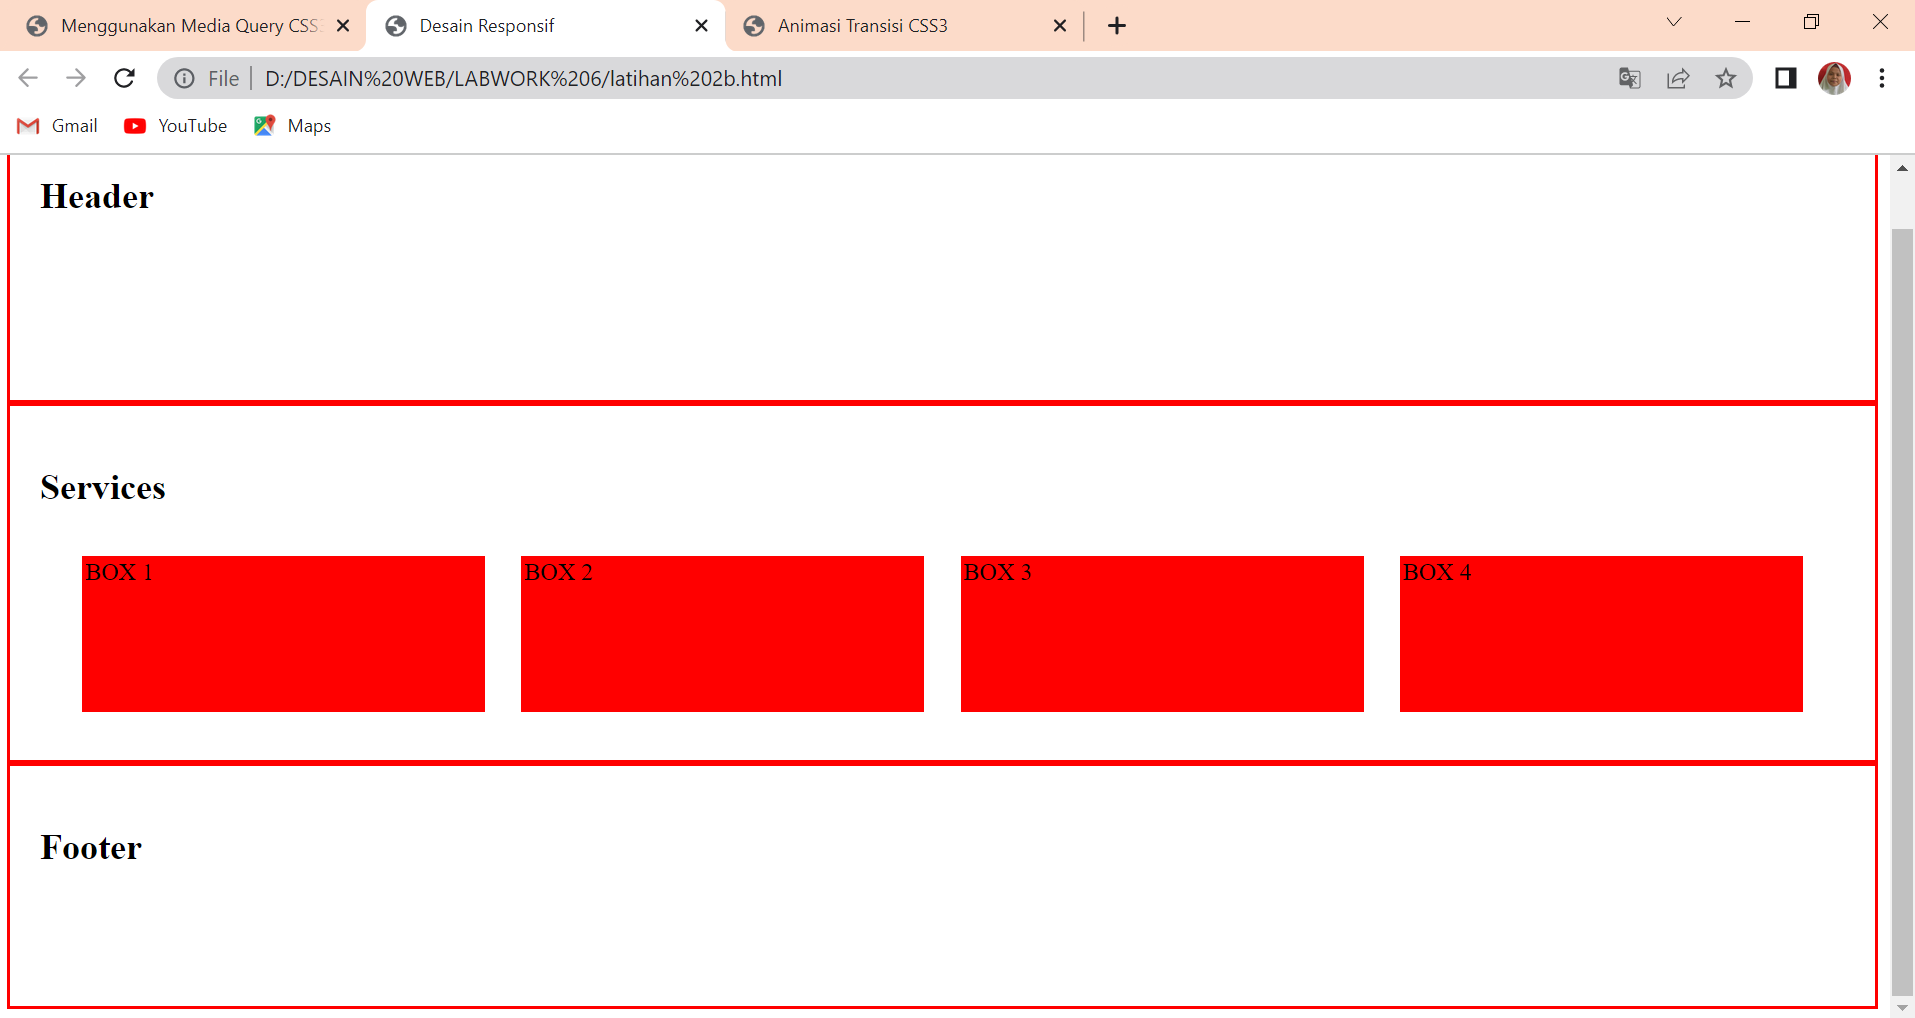 Menggunakan Media Query CSS3
Desain Responsif
Animasi Transisi CSS3
File
D:/DESAIN%20WEB/LABWORK%206/latihan%202b.html
Gmail
YouTube
Maps
Header
Services
BOX 1
BOX 2
BOX 3
BOX 4
Footer